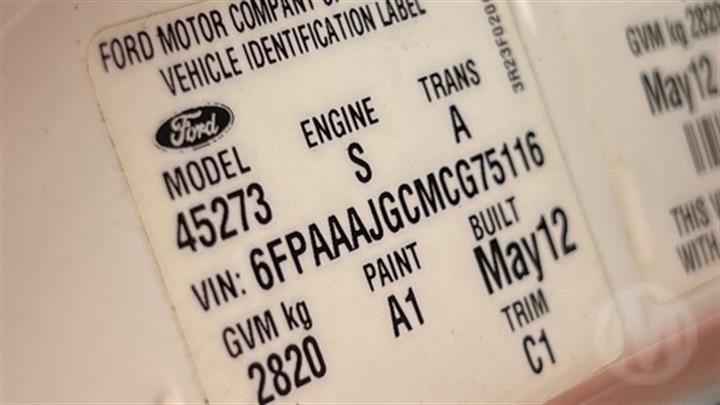 FORD MOTOR COMPANY
VEHICLE IDENTIFICATION LABEL
3R23F020
Ford
MODEL ENGINE TRANS
45273 S A
VIN: 6FPAAAJGCMCG75116
GVM kg PAINT BUILT
2820 A1 May12
TRIM
C1
GVM kg 2820
May12
THIS
WITH